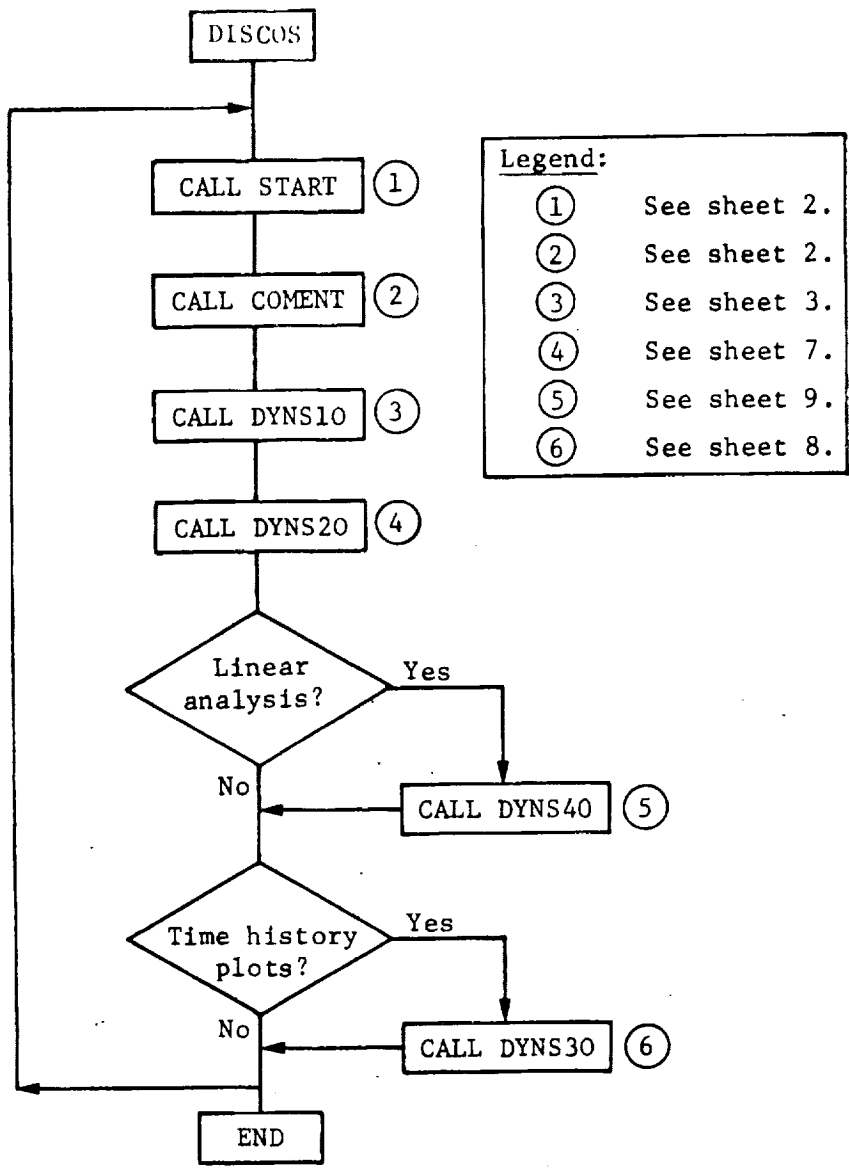 DISCOS
CALL START ①
CALL COMENT ②
CALL DYNS10 ③
CALL DYNS20 ④
Linear
analysis?
Yes
No
CALL DYNS40 ⑤
Time history
plots?
Yes
No
CALL DYNS30 ⑥
END
Legend:
① See sheet 2.
② See sheet 2.
③ See sheet 3.
④ See sheet 7.
⑤ See sheet 9.
⑥ See sheet 8.